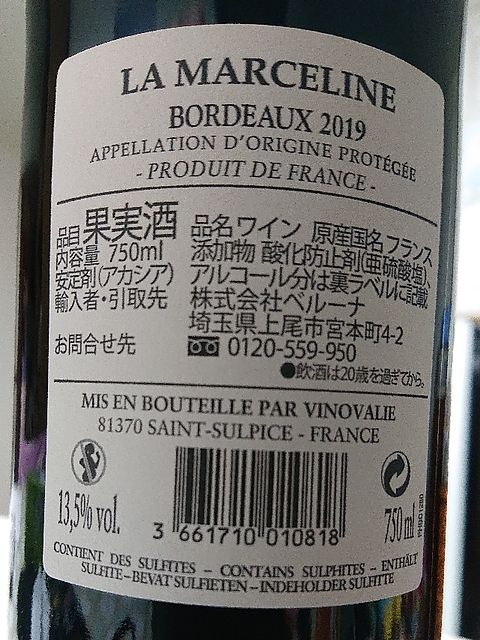 LA MARCELINE
BORDEAUX 2019
APPELLATION D'ORIGINE PROTÉGÉE
- PRODUIT DE FRANCE -
品目 果実酒 品名 ワイン 原産国名 フランス
内容量 750ml 添加物 酸化防止剤(亜硫酸塩)、
安定剤(アカシア) アルコール分は裏ラベルに記載
輸入者・引取先 株式会社ベルーナ
埼玉県上尾市宮本町4-2
お問合せ先 0120-559-950
●飲酒は20歳を過ぎてから。
MIS EN BOUTEILLE PAR VINOVALIE
81370 SAINT-SULPICE - FRANCE
13,5% vol.
3 661710 010818
750 ml
CONTIENT DES SULFITES – CONTAINS SULPHITES – ENTHÄLT
SULFITE – BEVAT SULFIETEN – INDEHOLDER SULFITTE